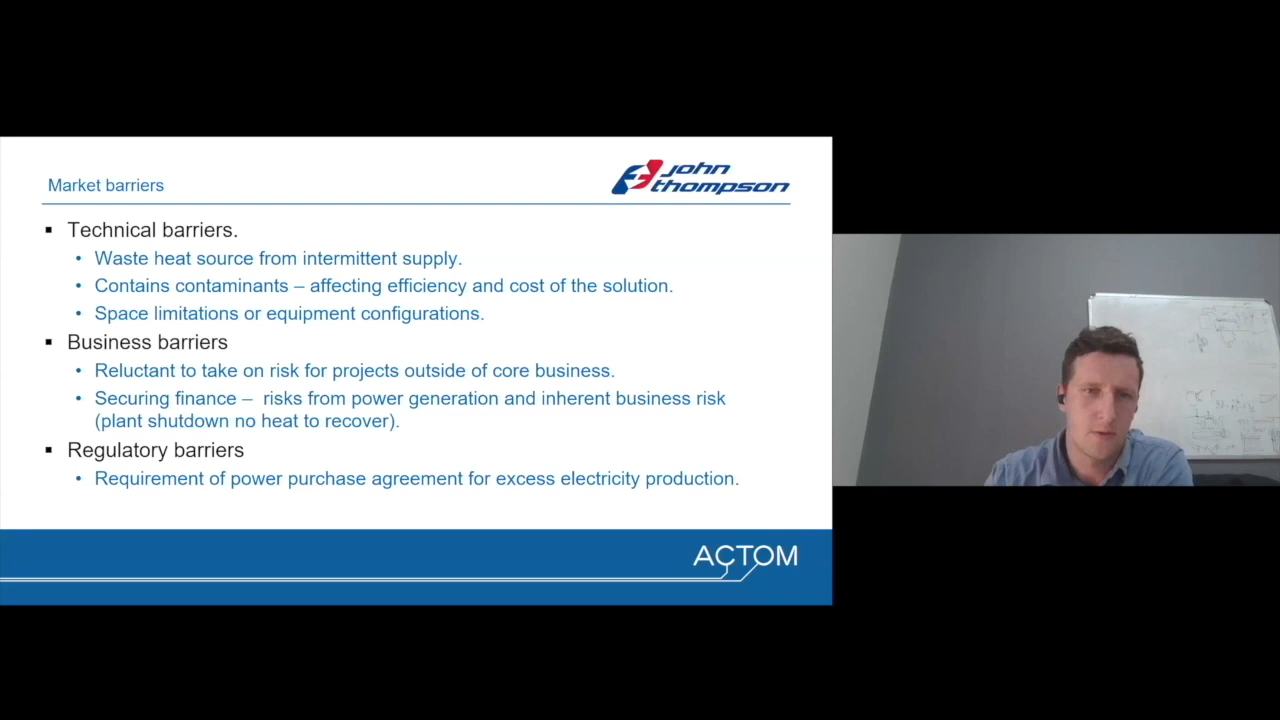 john
thompson
Market barriers
▪ Technical barriers.
• Waste heat source from intermittent supply.
• Contains contaminants – affecting efficiency and cost of the solution.
• Space limitations or equipment configurations.
▪ Business barriers
• Reluctant to take on risk for projects outside of core business.
• Securing finance – risks from power generation and inherent business risk
(plant shutdown no heat to recover).
▪ Regulatory barriers
• Requirement of power purchase agreement for excess electricity production.
ACTOM